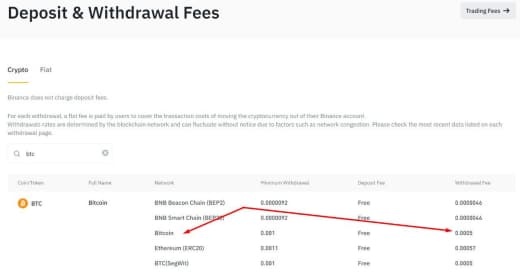 Deposit & Withdrawal Fees
Trading Fees →
Crypto Fiat
Binance does not charge deposit fees.
For each withdrawal, a flat fee is paid by users to cover the transaction costs of moving the cryptocurrency out of their Binance account.
Withdrawals rates are determined by the blockchain network and can fluctuate without notice due to factors such as network congestion. Please check the most recent data listed on each
withdrawal page.
btc
Coin/Token Full Name Network Minimum Withdrawal Deposit Fee Withdrawal Fee
BTC Bitcoin BNB Beacon Chain (BEP2) 0.0000092 Free 0.0000046
BNB Smart Chain (BEP20) 0.0000092 Free 0.0000046
Bitcoin 0.001 Free 0.0005
Ethereum (ERC20) 0.0011 Free 0.00057
BTC(SegWit) 0.001 Free 0.0005